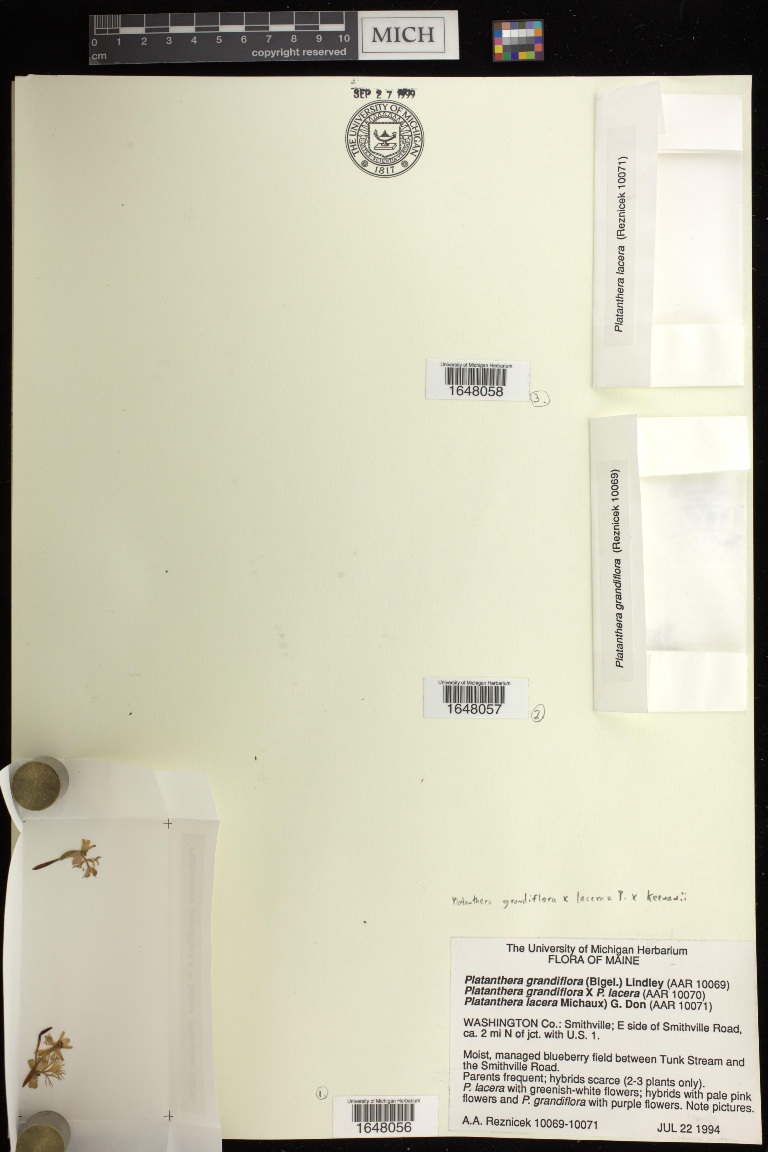 0 1 2 3 4 5 6 7 8 9 10
cm
copyright reserved
MICH
SEP 27 1999
THE UNIVERSITY OF MICHIGAN
1817
Platanthera lacera (Reznicek 10071)
University of Michigan Herbarium
1648058
3.
Platanthera grandiflora (Reznicek 10069)
University of Michigan Herbarium
1648057
2
Platanthera grandiflora x lacera = P. x keenanii
The University of Michigan Herbarium
FLORA OF MAINE
Platanthera grandiflora (Bigel.) Lindley (AAR 10069)
Platanthera grandiflora X P. lacera (AAR 10070)
Platanthera lacera Michaux) G. Don (AAR 10071)
WASHINGTON Co.: Smithville; E side of Smithville Road,
ca. 2 mi N of jct. with U.S. 1.
Moist, managed blueberry field between Tunk Stream and
the Smithville Road.
Parents frequent; hybrids scarce (2-3 plants only).
P. lacera with greenish-white flowers; hybrids with pale pink
flowers and P. grandiflora with purple flowers. Note pictures.
A.A. Reznicek 10069-10071 JUL 22 1994
1
University of Michigan Herbarium
1648056